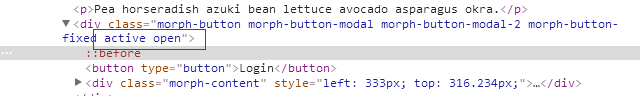 <p>Pea horseradish azuki bean lettuce avocado asparagus okra.</p>
▼<div class="morph-button morph-button-modal morph-button-modal-2 morph-button-
fixed active open">
::before
<button type="button">Login</button>
▶<div class="morph-content" style="left: 333px; top: 316.234px;">…</div>